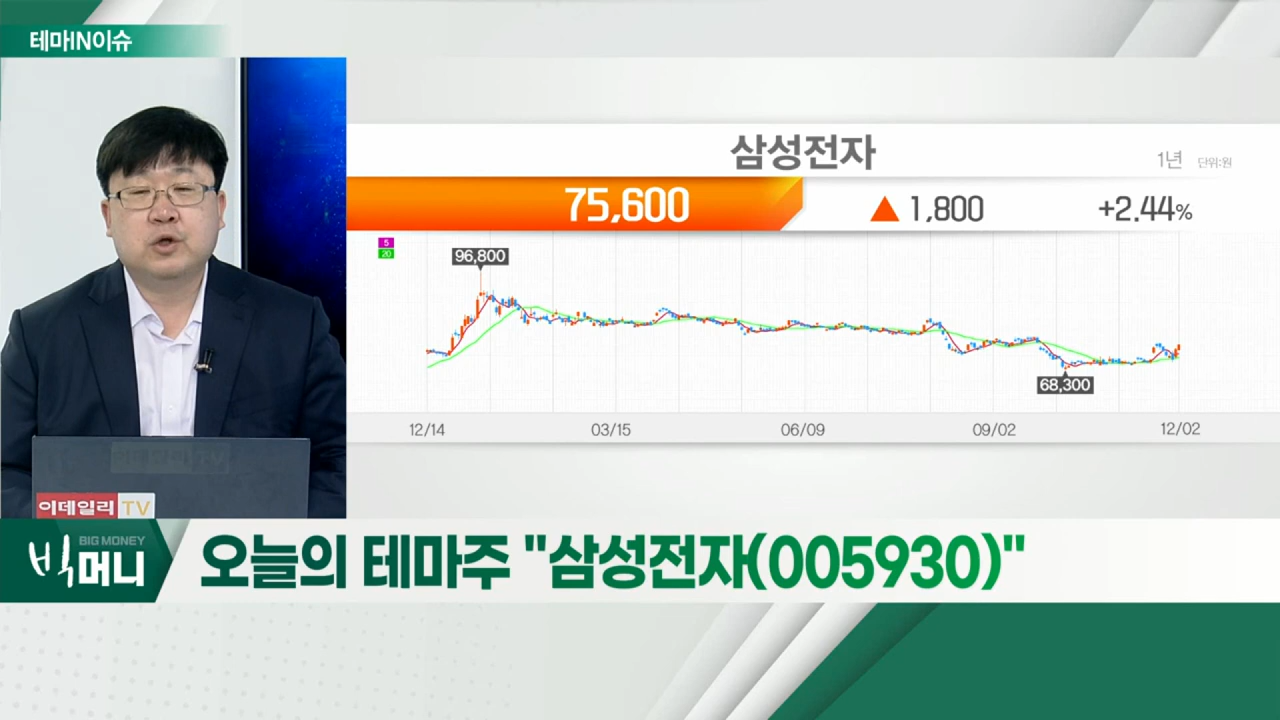 테마IN이슈
삼성전자
1년 단위:원
75,600 ▲ 1,800 +2.44%
5
20
96,800
68,300
12/14 03/15 06/09 09/02 12/02
이데일리TV
BIG MONEY
빅머니
오늘의 테마주 "삼성전자(005930)"